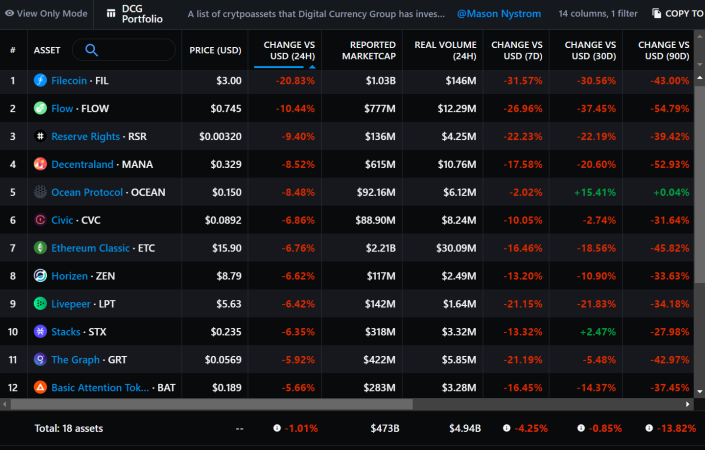 View Only Mode DCG Portfolio A list of crytpoassets that Digital Currency Group has inves... @Mason Nystrom 14 columns, 1 filter COPY TO
# ASSET PRICE (USD) CHANGE VS USD (24H) REPORTED MARKETCAP REAL VOLUME (24H) CHANGE VS USD (7D) CHANGE VS USD (30D) CHANGE VS USD (90D)
1 Filecoin · FIL $3.00 -20.83% $1.03B $146M -31.57% -30.56% -43.00%
2 Flow · FLOW $0.745 -10.44% $777M $12.29M -26.96% -37.45% -54.79%
3 Reserve Rights · RSR $0.00320 -9.40% $136M $4.25M -22.23% -22.19% -39.42%
4 Decentraland · MANA $0.329 -8.52% $615M $10.76M -17.58% -20.60% -52.93%
5 Ocean Protocol · OCEAN $0.150 -8.48% $92.16M $6.12M -2.02% +15.41% +0.04%
6 Civic · CVC $0.0892 -6.86% $88.90M $8.24M -10.05% -2.74% -31.64%
7 Ethereum Classic · ETC $15.90 -6.76% $2.21B $30.09M -16.46% -18.56% -45.82%
8 Horizen · ZEN $8.79 -6.62% $117M $2.49M -13.20% -10.90% -33.63%
9 Livepeer · LPT $5.63 -6.42% $142M $1.64M -21.15% -21.83% -34.18%
10 Stacks · STX $0.235 -6.35% $318M $3.32M -13.32% +2.47% -27.98%
11 The Graph · GRT $0.0569 -5.92% $422M $5.85M -21.19% -5.48% -42.97%
12 Basic Attention Tok... · BAT $0.189 -5.66% $283M $3.28M -16.45% -14.37% -37.45%
Total: 18 assets -- -1.01% $473B $4.94B -4.25% -0.85% -13.82%